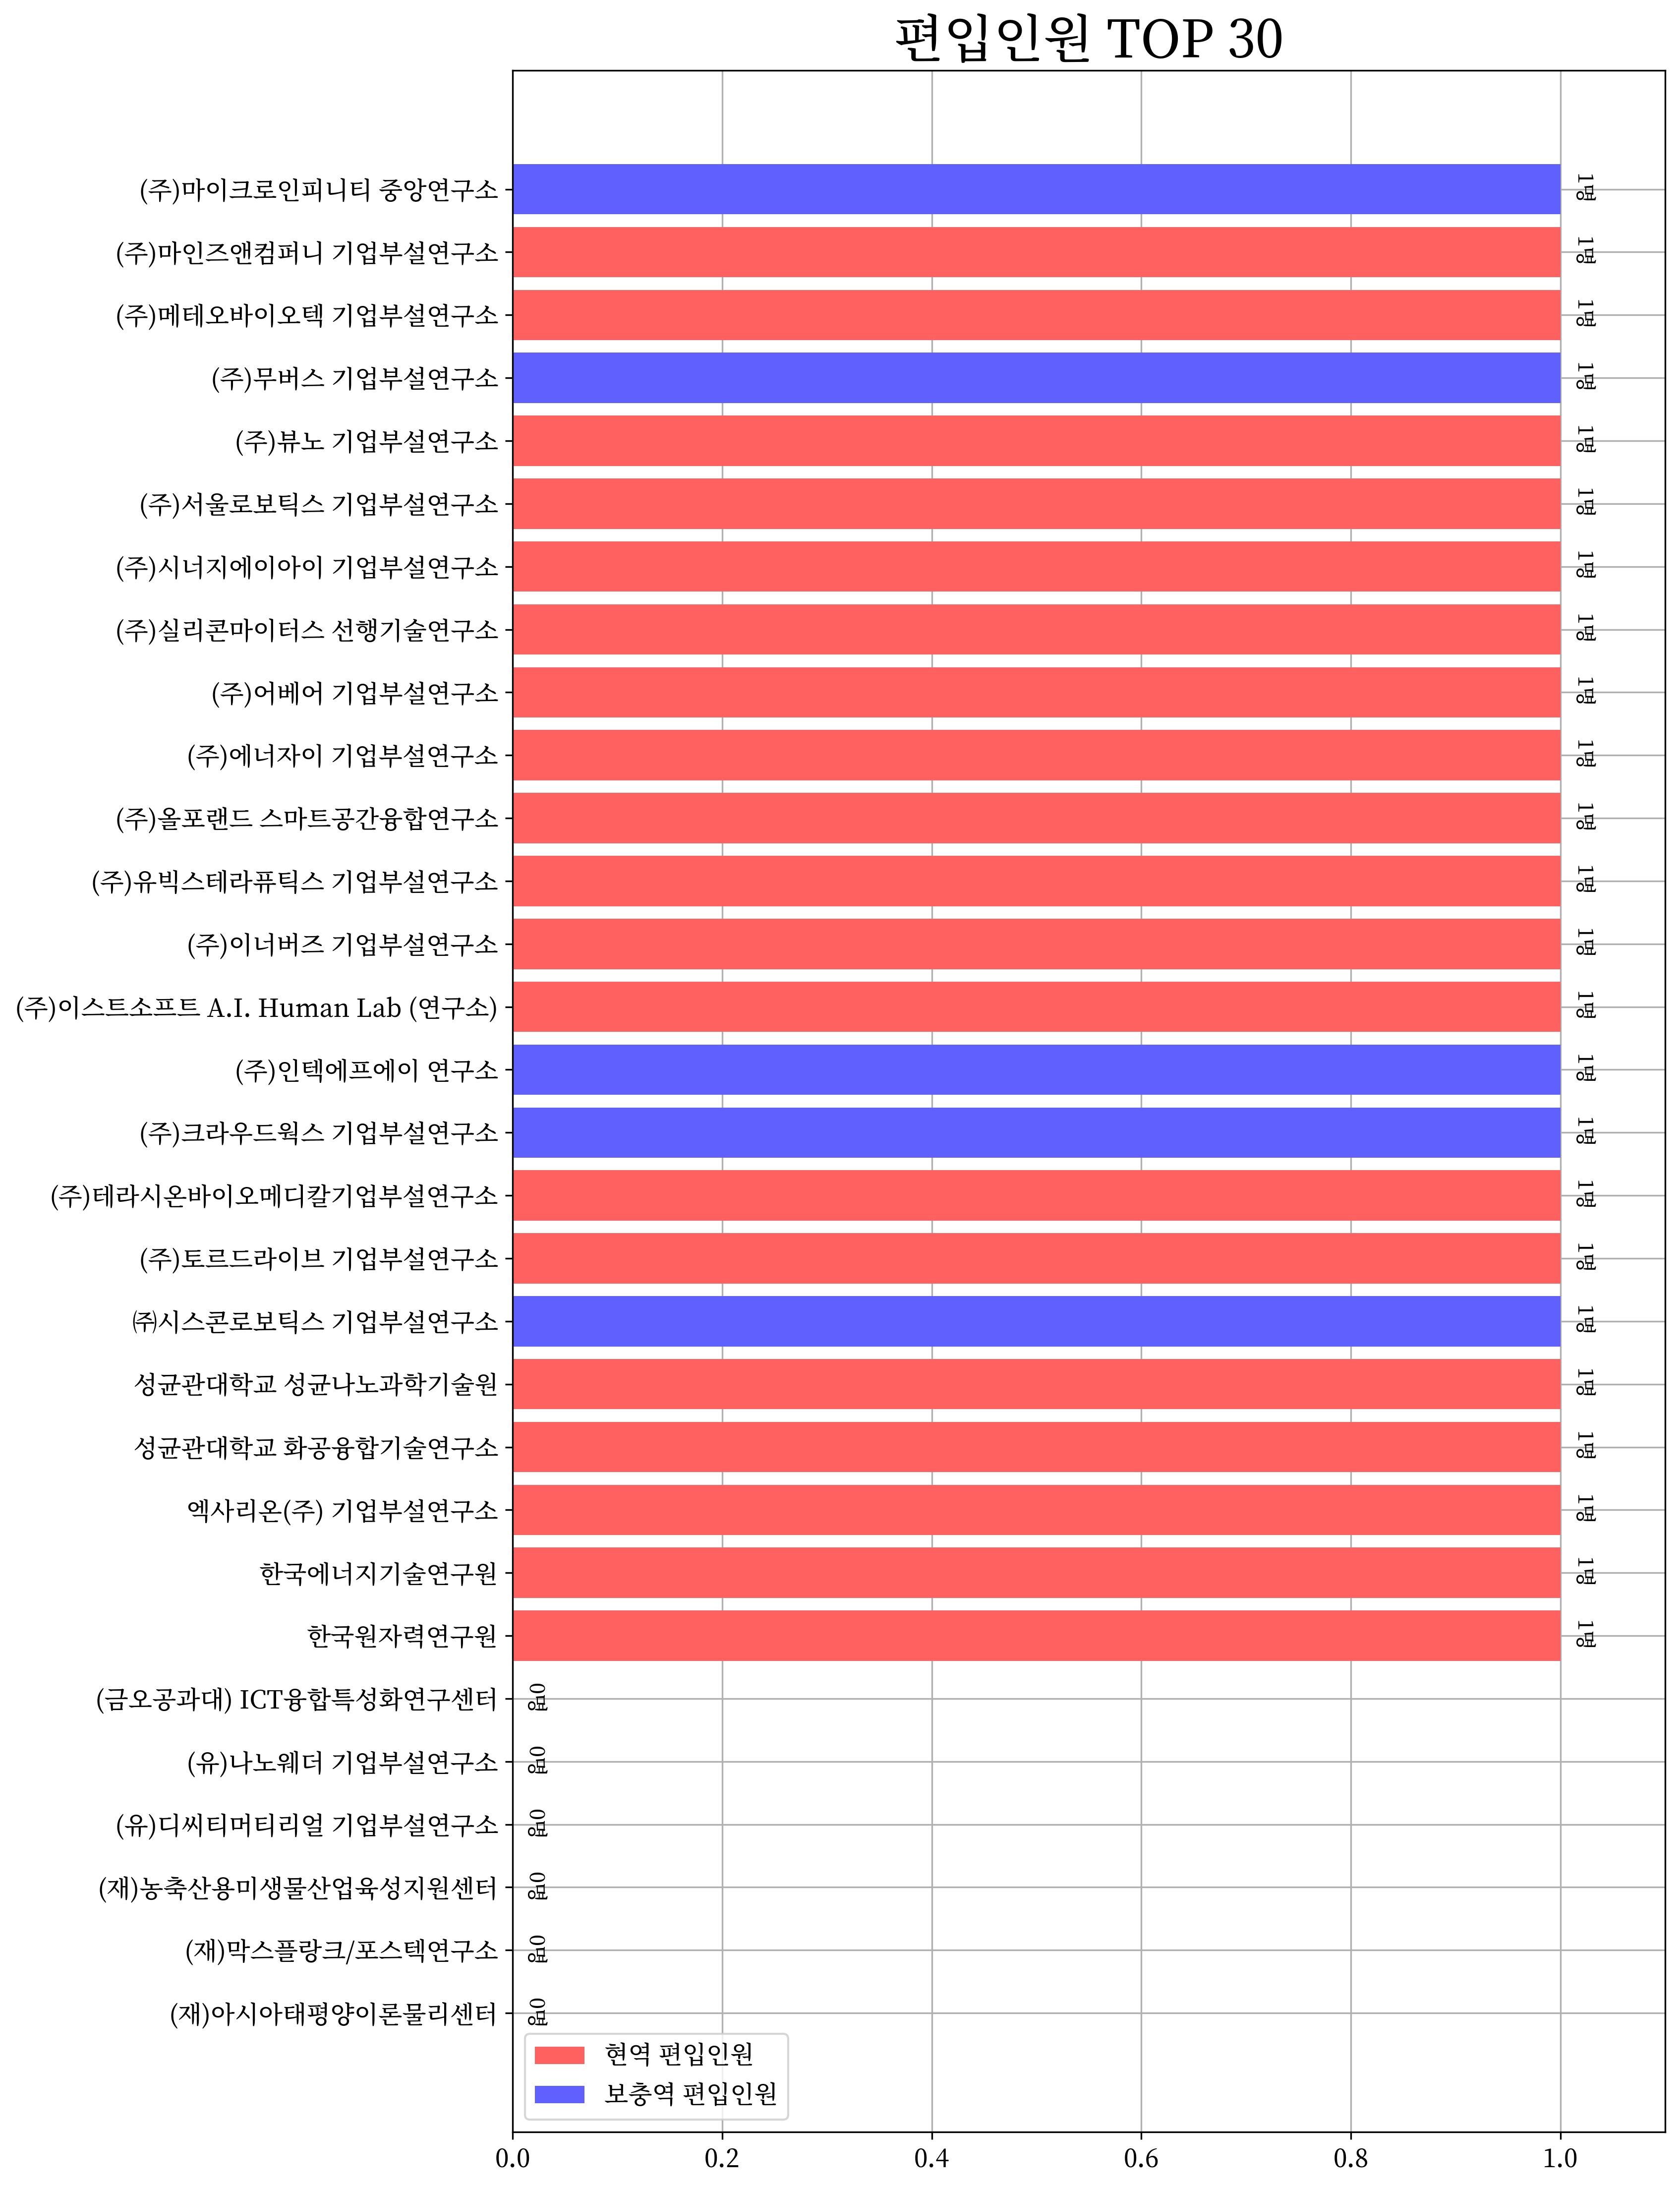 편입인원 TOP 30
(주)마이크로인피니티 중앙연구소
1명
(주)마인즈앤컴퍼니 기업부설연구소
1명
(주)메테오바이오텍 기업부설연구소
1명
(주)무버스 기업부설연구소
1명
(주)뷰노 기업부설연구소
1명
(주)서울로보틱스 기업부설연구소
1명
(주)시너지에이아이 기업부설연구소
1명
(주)실리콘마이터스 선행기술연구소
1명
(주)어베어 기업부설연구소
1명
(주)에너자이 기업부설연구소
1명
(주)올포랜드 스마트공간융합연구소
1명
(주)유빅스테라퓨틱스 기업부설연구소
1명
(주)이너버즈 기업부설연구소
1명
(주)이스트소프트 A.I. Human Lab (연구소)
1명
(주)인텍에프에이 연구소
1명
(주)크라우드웍스 기업부설연구소
1명
(주)테라시온바이오메디칼기업부설연구소
1명
(주)토르드라이브 기업부설연구소
1명
㈜시스콘로보틱스 기업부설연구소
1명
성균관대학교 성균나노과학기술원
1명
성균관대학교 화공융합기술연구소
1명
엑사리온(주) 기업부설연구소
1명
한국에너지기술연구원
1명
한국원자력연구원
1명
(금오공과대) ICT융합특성화연구센터
(유)나노웨더 기업부설연구소
(유)디씨티머티리얼 기업부설연구소
(재)농축산용미생물산업육성지원센터
(재)막스플랑크/포스텍연구소
(재)아시아태평양이론물리센터
현역 편입인원
보충역 편입인원
0.0 0.2 0.4 0.6 0.8 1.0